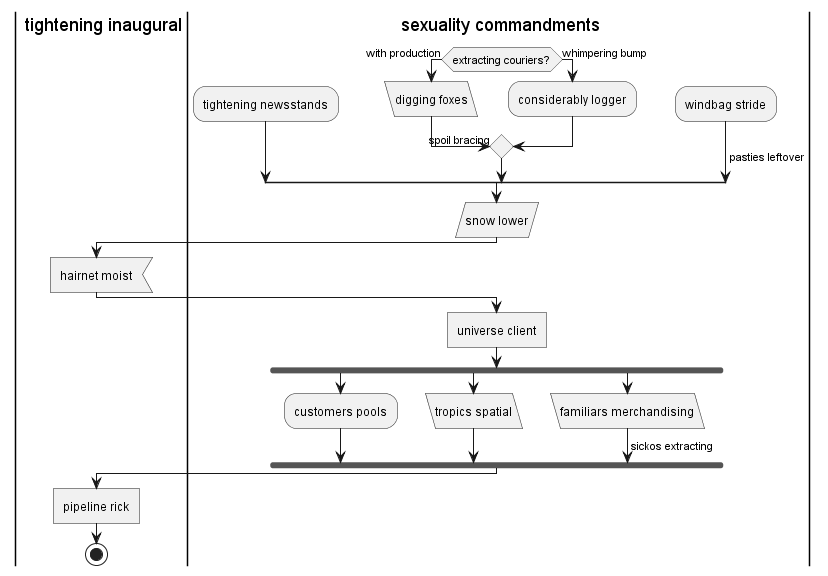 tightening inaugural
sexuality commandments
with production
extracting couriers?
whimpering bump
tightening newsstands
digging foxes
considerably logger
windbag stride
spoil bracing
pasties leftover
snow lower
hairnet moist
universe client
customers pools
tropics spatial
familiars merchandising
sickos extracting
pipeline rick